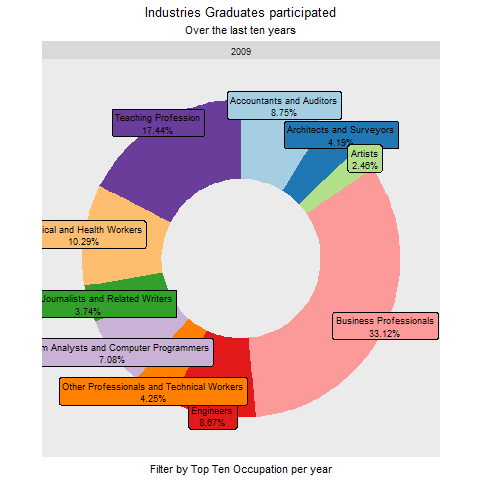 Industries Graduates participated
Over the last ten years
2009
Accountants and Auditors
8.75%
Teaching Profession
17.44%
Architects and Surveyors
4.19%
Artists
2.46%
ical and Health Workers
10.29%
Journalists and Related Writers
3.74%
Business Professionals
33.12%
m Analysts and Computer Programmers
7.08%
Other Professionals and Technical Workers
4.25%
Engineers
8.67%
Filter by Top Ten Occupation per year